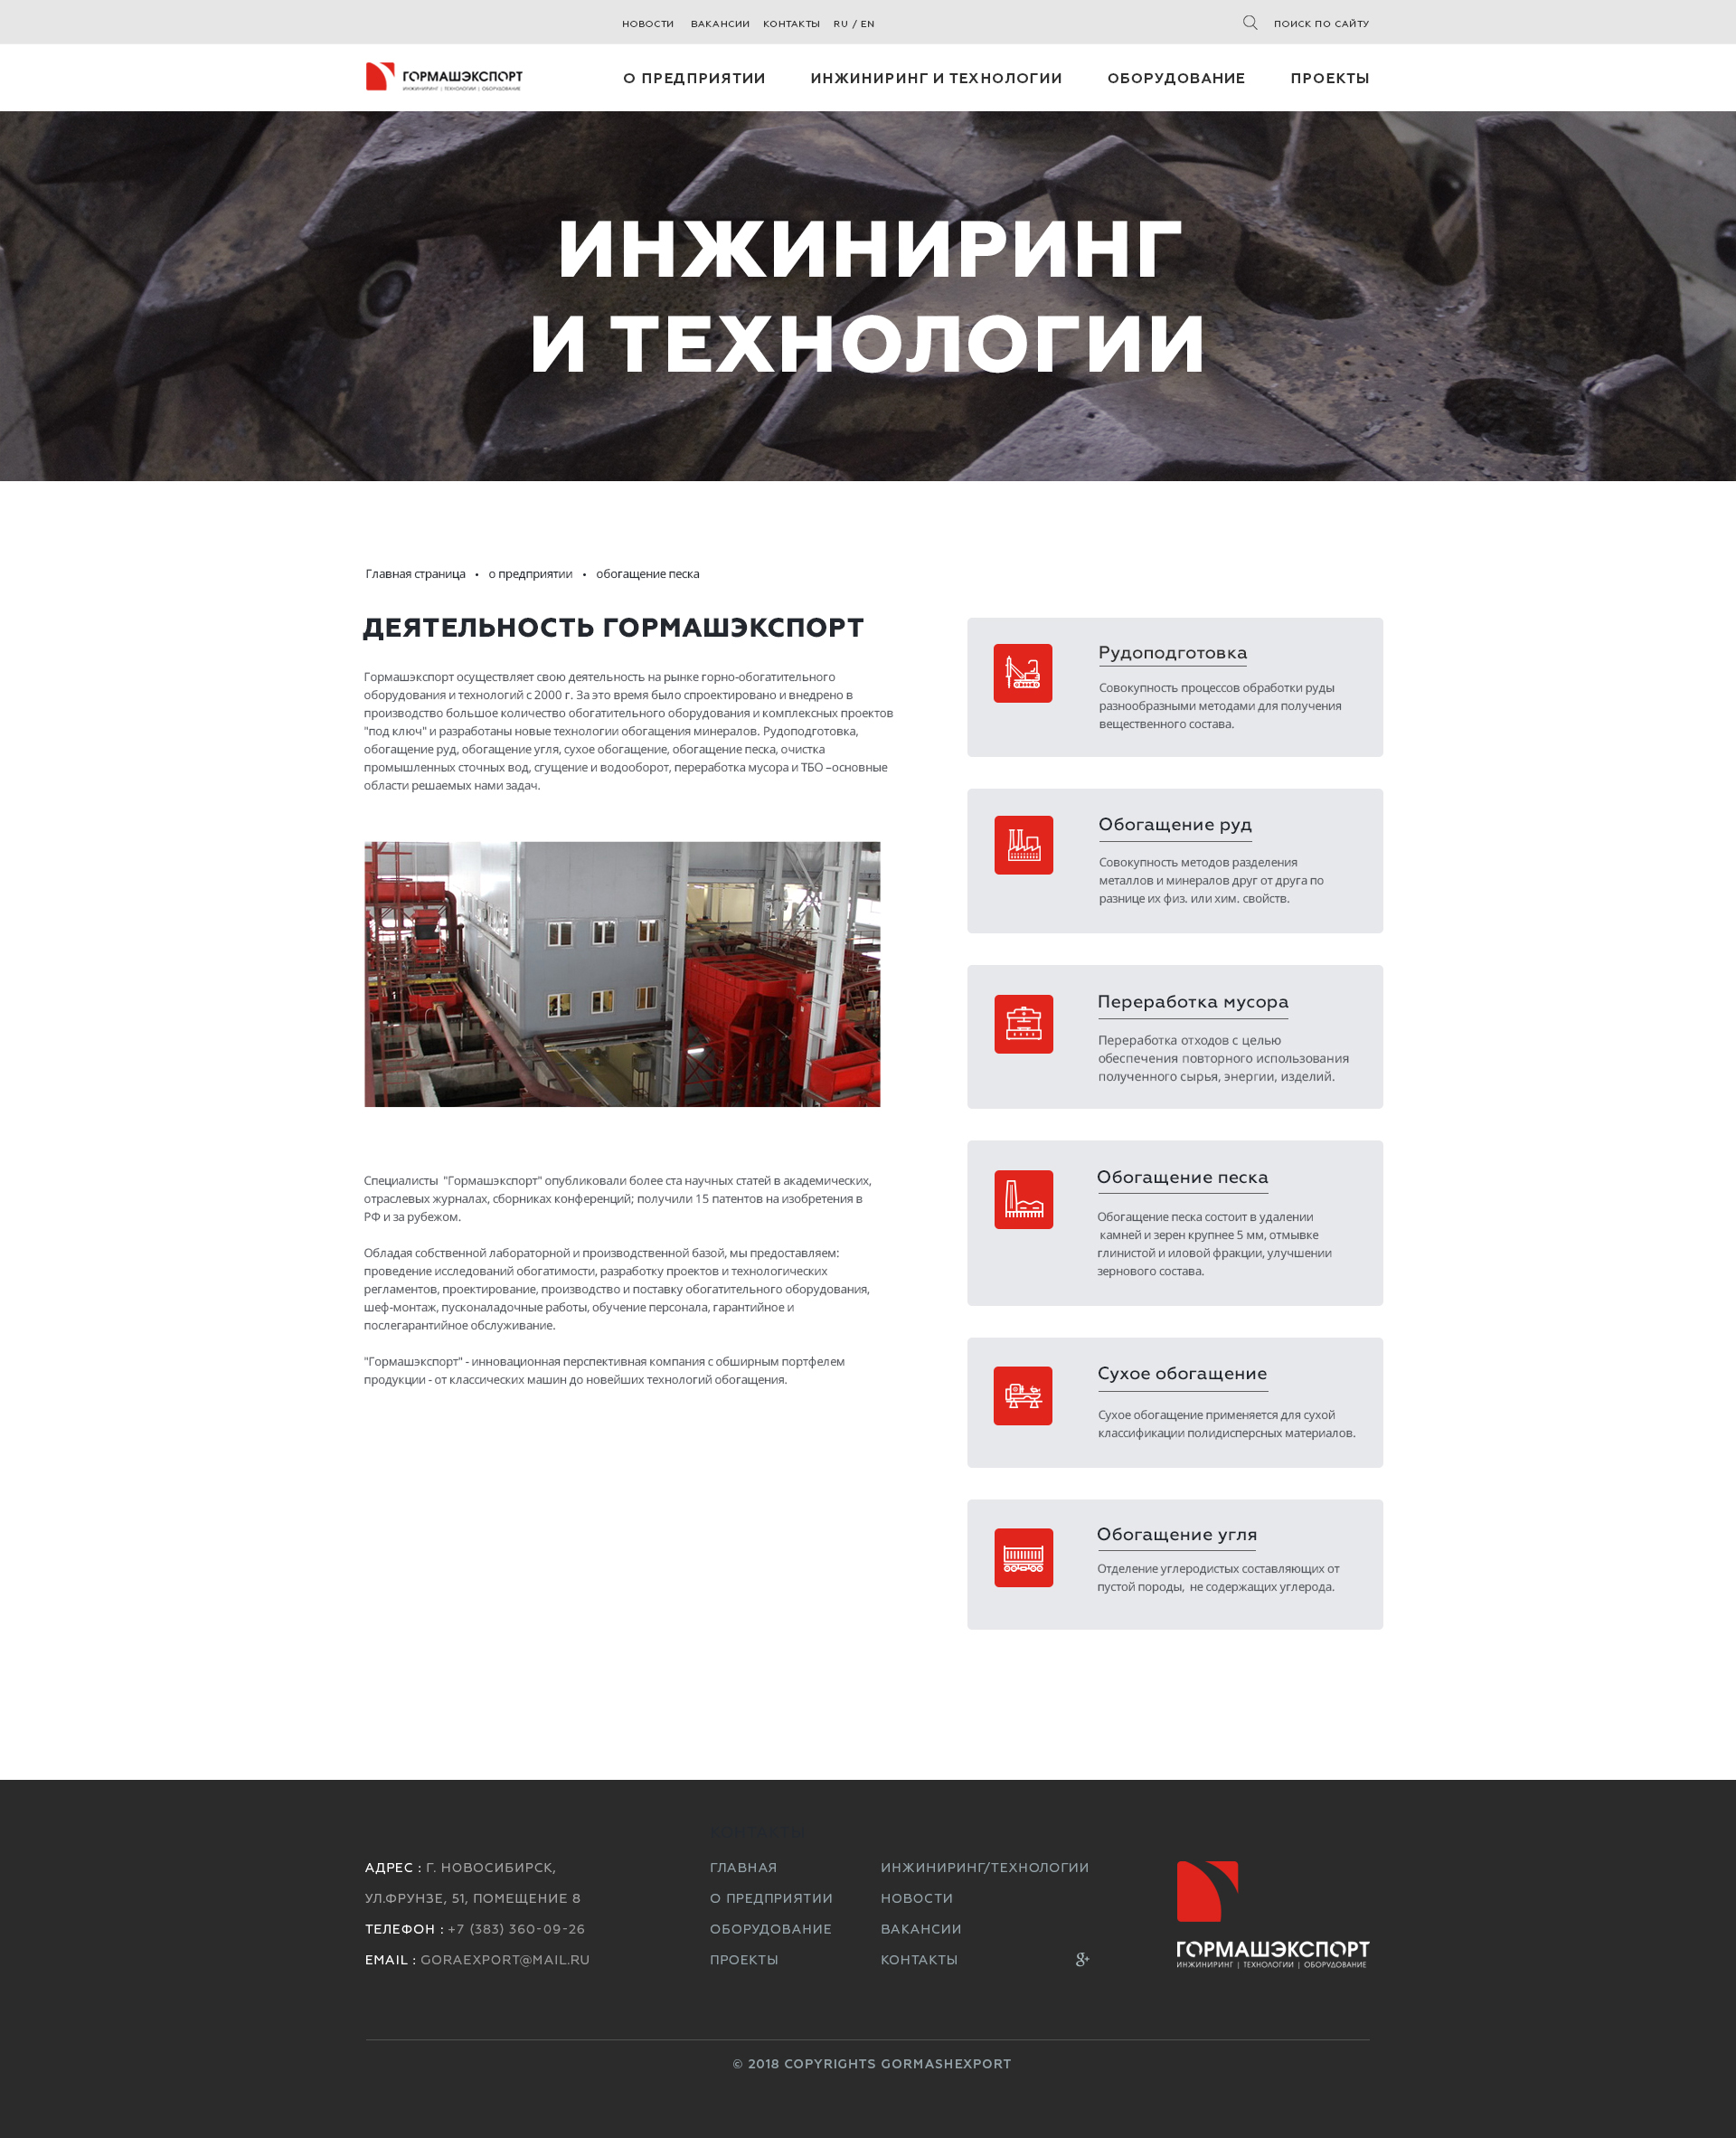 НОВОСТИ ВАКАНСИИ КОНТАКТЫ RU / EN ПОИСК ПО САЙТУ
ГОРМАШЭКСПОРТ
ИНЖИНИРИНГ | ТЕХНОЛОГИИ | ОБОРУДОВАНИЕ
О ПРЕДПРИЯТИИ ИНЖИНИРИНГ И ТЕХНОЛОГИИ ОБОРУДОВАНИЕ ПРОЕКТЫ
ИНЖИНИРИНГ
И ТЕХНОЛОГИИ
Главная страница • о предприятии • обогащение песка
ДЕЯТЕЛЬНОСТЬ ГОРМАШЭКСПОРТ
Гормашэкспорт осуществляет свою деятельность на рынке горно-обогатительного
оборудования и технологий с 2000 г. За это время было спроектировано и внедрено в
производство большое количество обогатительного оборудования и комплексных проектов
"под ключ" и разработаны новые технологии обогащения минералов. Рудоподготовка,
обогащение руд, обогащение угля, сухое обогащение, обогащение песка, очистка
промышленных сточных вод, сгущение и водооборот, переработка мусора и ТБО –основные
области решаемых нами задач.
Специалисты "Гормашэкспорт" опубликовали более ста научных статей в академических,
отраслевых журналах, сборниках конференций; получили 15 патентов на изобретения в
РФ и за рубежом.
Обладая собственной лабораторной и производственной базой, мы предоставляем:
проведение исследований обогатимости, разработку проектов и технологических
регламентов, проектирование, производство и поставку обогатительного оборудования,
шеф-монтаж, пусконаладочные работы, обучение персонала, гарантийное и
послегарантийное обслуживание.
"Гормашэкспорт" - инновационная перспективная компания с обширным портфелем
продукции - от классических машин до новейших технологий обогащения.
Рудоподготовка
Совокупность процессов обработки руды
разнообразными методами для получения
вещественного состава.
Обогащение руд
Совокупность методов разделения
металлов и минералов друг от друга по
разнице их физ. или хим. свойств.
Переработка мусора
Переработка отходов с целью
обеспечения повторного использования
полученного сырья, энергии, изделий.
Обогащение песка
Обогащение песка состоит в удалении
камней и зерен крупнее 5 мм, отмывке
глинистой и иловой фракции, улучшении
зернового состава.
Сухое обогащение
Сухое обогащение применяется для сухой
классификации полидисперсных материалов.
Обогащение угля
Отделение углеродистых составляющих от
пустой породы, не содержащих углерода.
АДРЕС : Г. НОВОСИБИРСК,
УЛ.ФРУНЗЕ, 51, ПОМЕЩЕНИЕ 8
ТЕЛЕФОН : +7 (383) 360-09-26
EMAIL : GORAEXPORT@MAIL.RU
ГЛАВНАЯ
О ПРЕДПРИЯТИИ
ОБОРУДОВАНИЕ
ПРОЕКТЫ
ИНЖИНИРИНГ/ТЕХНОЛОГИИ
НОВОСТИ
ВАКАНСИИ
КОНТАКТЫ
g+
ГОРМАШЭКСПОРТ
ИНЖИНИРИНГ | ТЕХНОЛОГИИ | ОБОРУДОВАНИЕ
© 2018 COPYRIGHTS GORMASHEXPORT